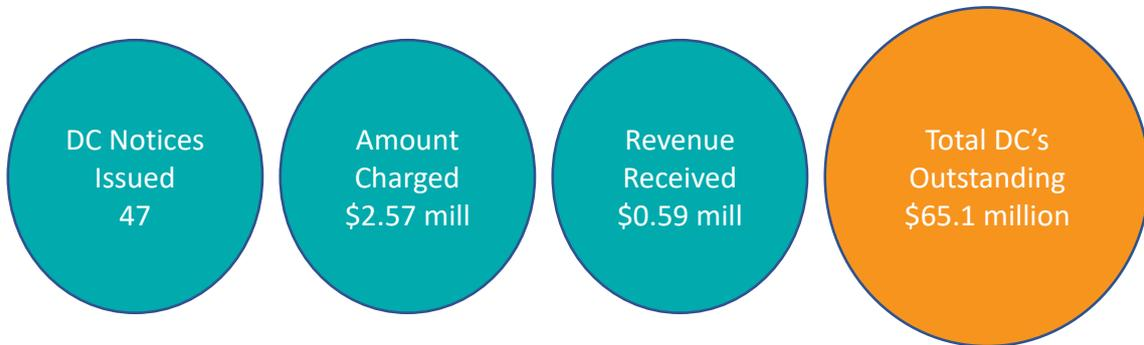 DC Notices
Issued
47
Amount
Charged
$2.57 mill
Revenue
Received
$0.59 mill
Total DC’s
Outstanding
$65.1 million